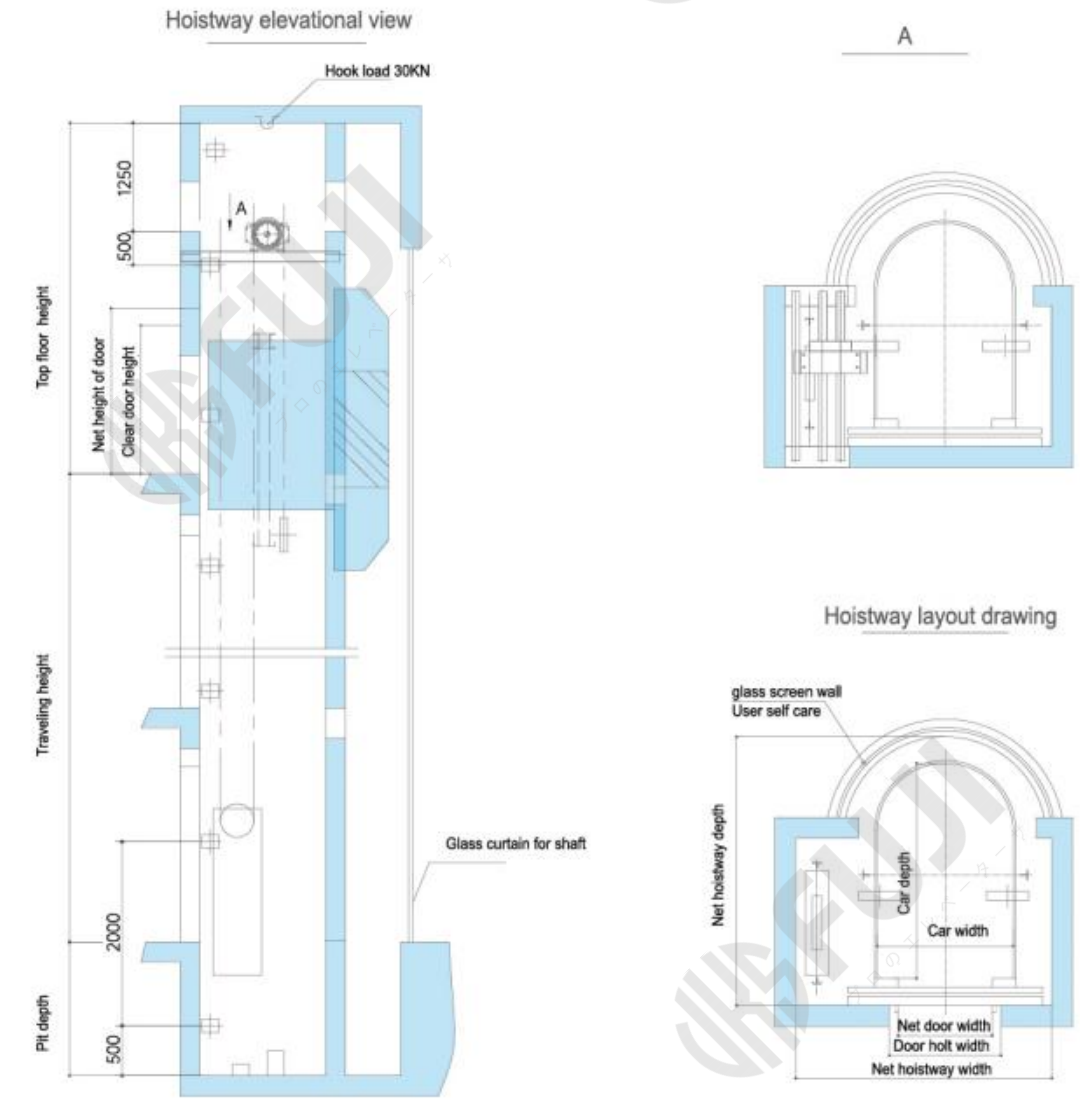 Hoistway elevational view
Hook load 30KN
1250
A
500
Top floor height
Net height of door
Clear door height
Traveling height
Glass curtain for shaft
2000
Pit depth
500
A
Hoistway layout drawing
glass screen wall
User self care
Net hoistway depth
Car depth
Car width
Net door width
Door holt width
Net hoistway width
FUJI
FUJI